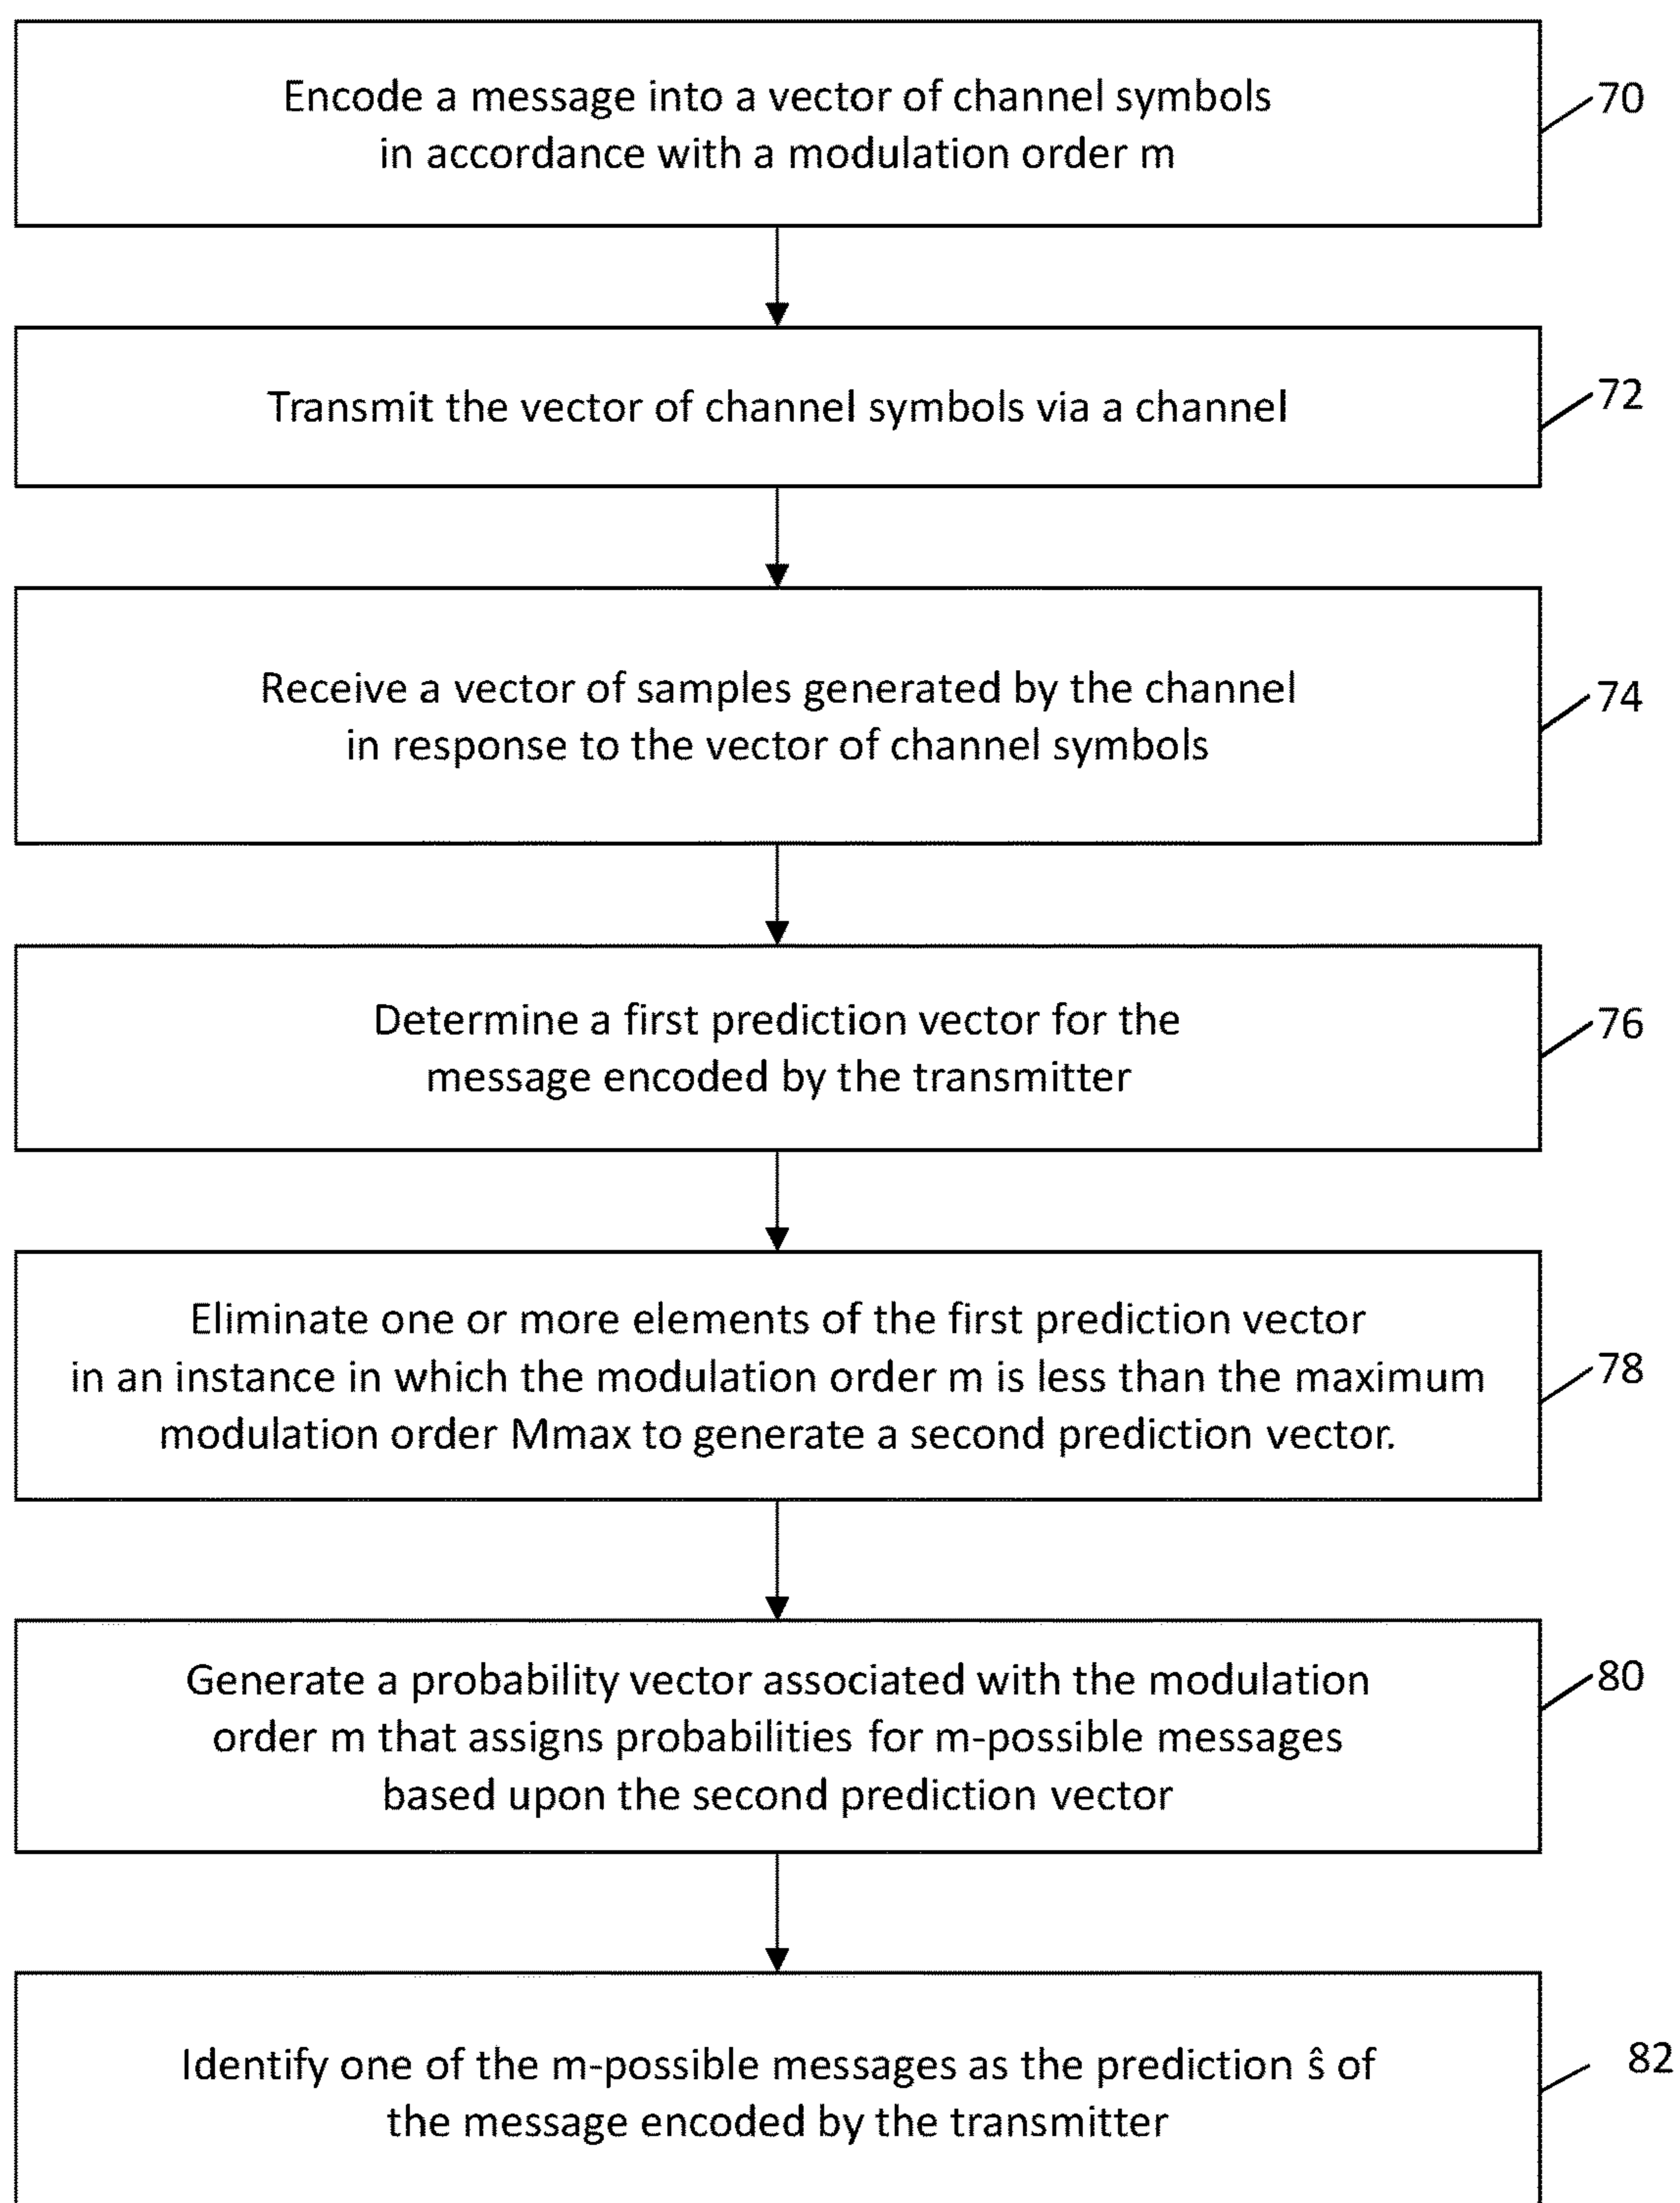 Encode a message into a vector of channel symbols
in accordance with a modulation order m
70
Transmit the vector of channel symbols via a channel
72
Receive a vector of samples generated by the channel
in response to the vector of channel symbols
74
Determine a first prediction vector for the
message encoded by the transmitter
76
Eliminate one or more elements of the first prediction vector
in an instance in which the modulation order m is less than the maximum
modulation order Mmax to generate a second prediction vector.
78
Generate a probability vector associated with the modulation
order m that assigns probabilities for m-possible messages
based upon the second prediction vector
80
Identify one of the m-possible messages as the prediction ŝ of
the message encoded by the transmitter
82